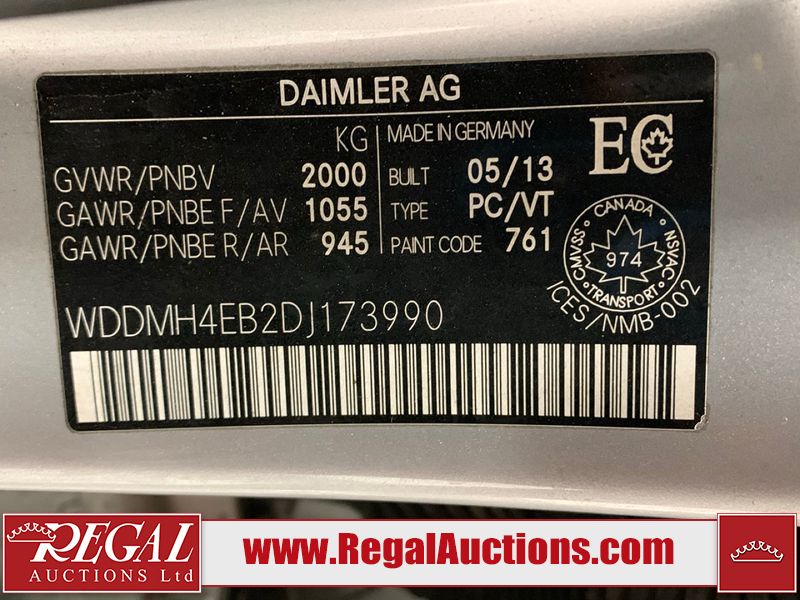 DAIMLER AG
KG
GVWR/PNBV 2000
GAWR/PNBE F/AV 1055
GAWR/PNBE R/AR 945
MADE IN GERMANY
BUILT 05/13
TYPE PC/VT
PAINT CODE 761
EC
CANADA
CMVSS 974 NSVAC
TRANSPORT
ICES/NMB-002
WDDMH4EB2DJ173990
REGAL
AUCTIONS Ltd
www.RegalAuctions.com